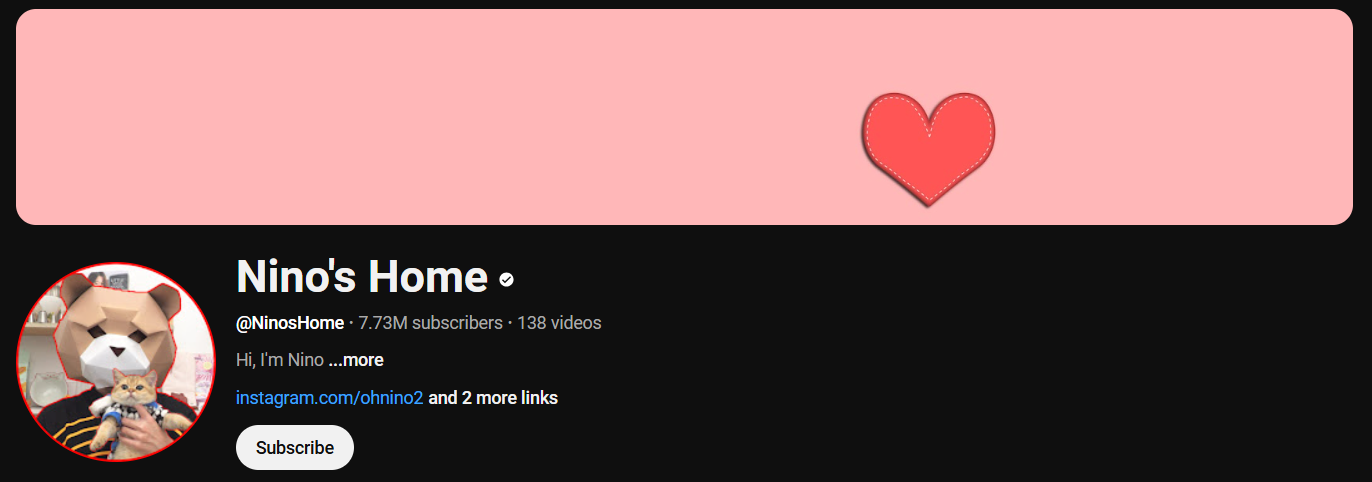 Nino's Home
@NinosHome · 7.73M subscribers · 138 videos
Hi, I'm Nino ...more
instagram.com/ohnino2 and 2 more links
Subscribe